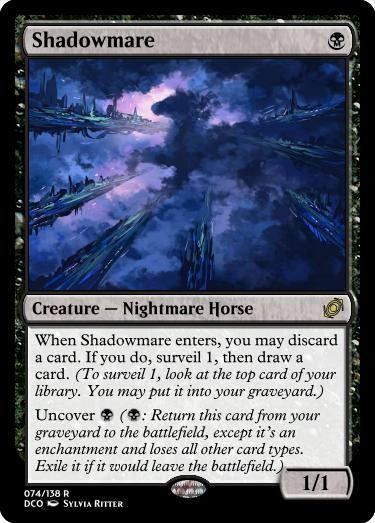 Shadowmare
Creature — Nightmare Horse
When Shadowmare enters, you may discard
a card. If you do, surveil 1, then draw a
card. (To surveil 1, look at the top card of your
library. You may put it into your graveyard.)
Uncover (: Return this card from your
graveyard to the battlefield, except it's an
enchantment and loses all other card types.
Exile it if it would leave the battlefield.)
1/1
074/138 R
DCO Sylvia Ritter